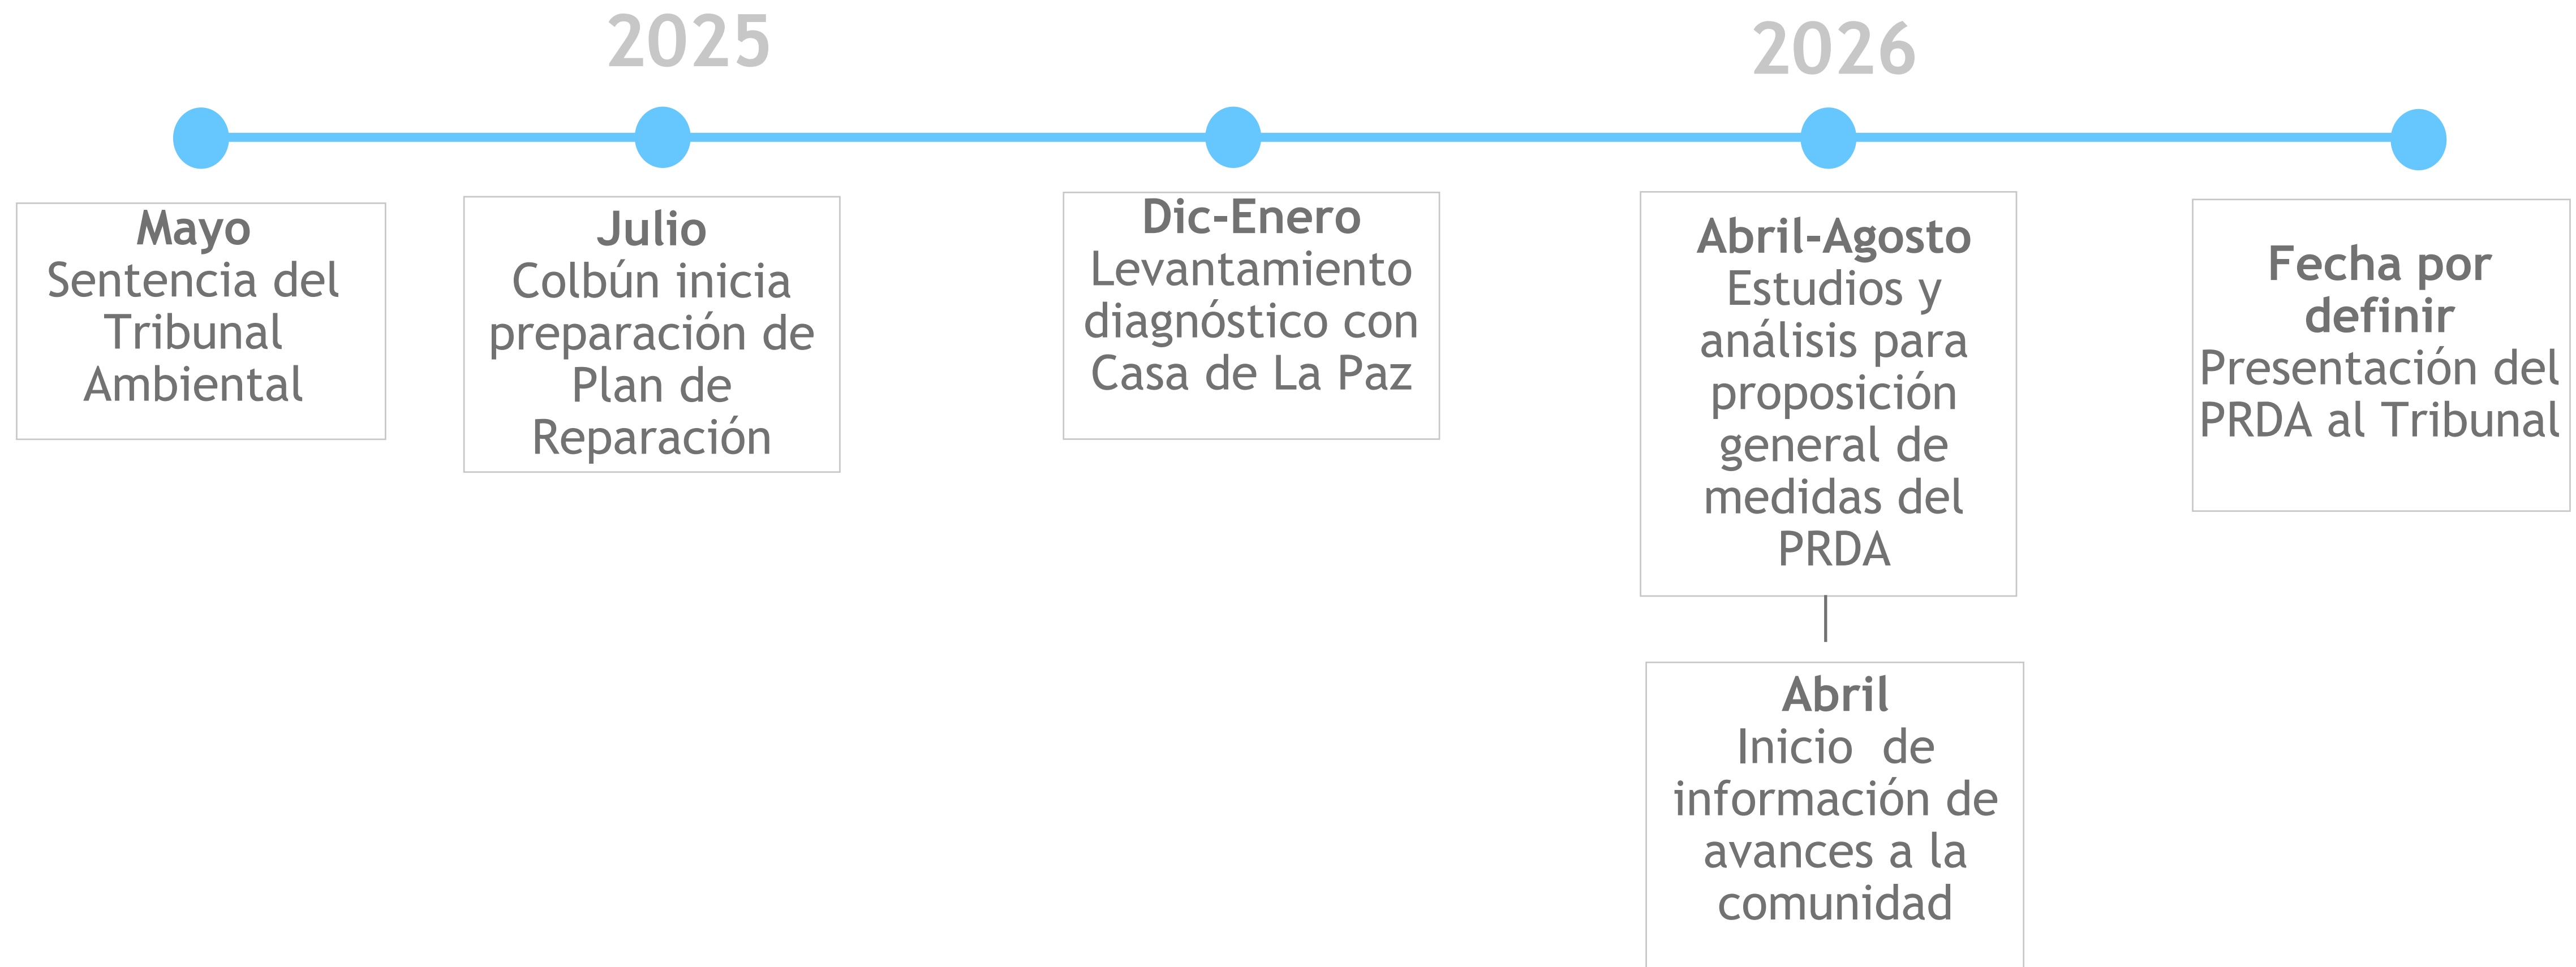 2025
2026
Mayo
Sentencia del
Tribunal
Ambiental
Julio
Colbún inicia
preparación de
Plan de
Reparación
Dic-Enero
Levantamiento
diagnóstico con
Casa de La Paz
Abril-Agosto
Estudios y
análisis para
proposición
general de
medidas del
PRDA
Abril
Inicio  de
información de
avances a la
comunidad
Fecha por
definir
Presentación del
PRDA al Tribunal